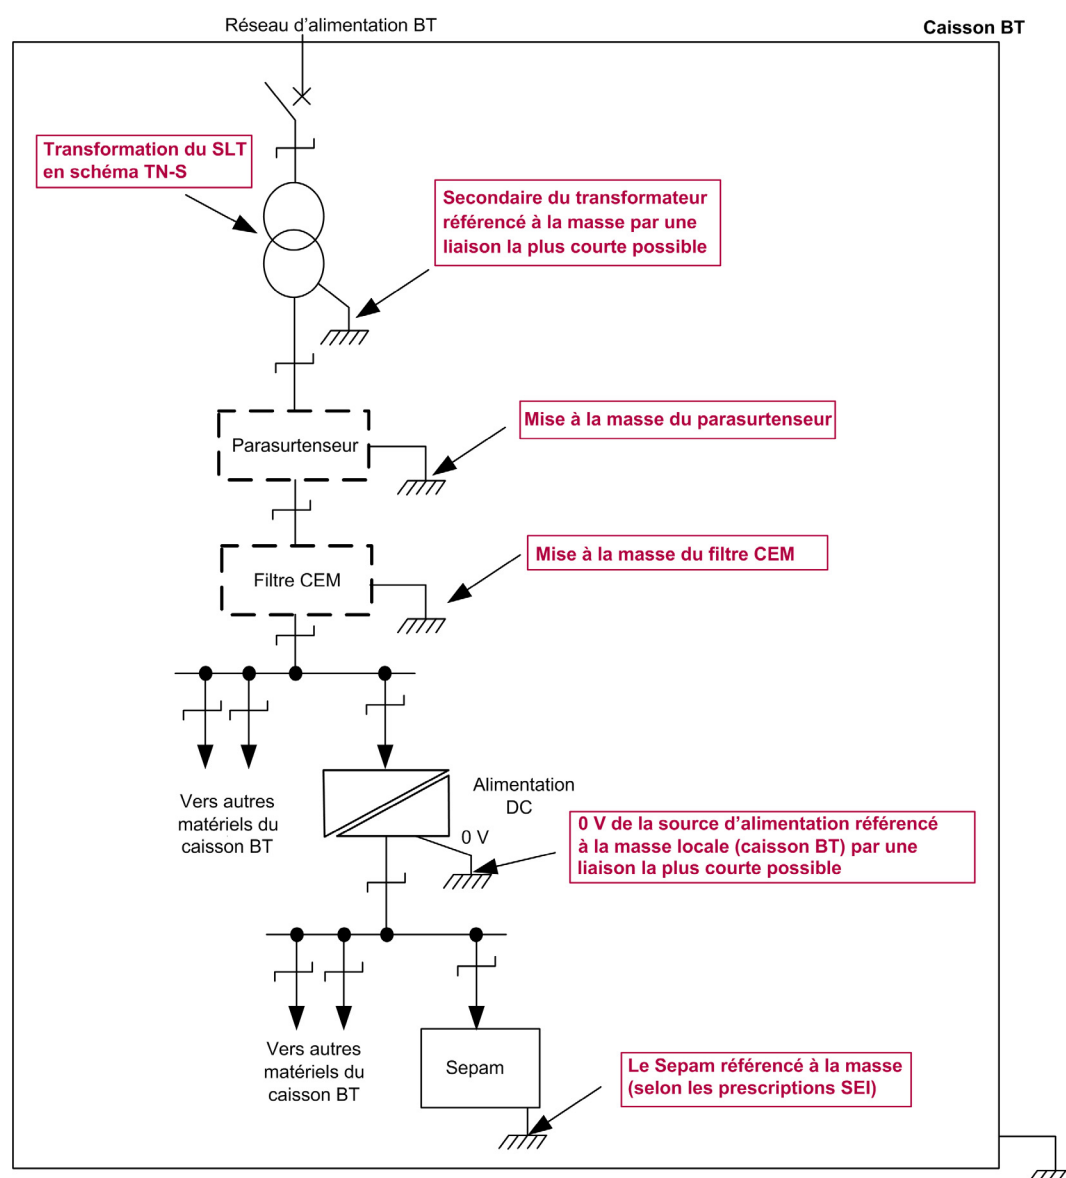 Réseau d'alimentation BT
Caisson BT
Transformation du SLT
en schéma TN-S
Secondaire du transformateur
référencé à la masse par une
liaison la plus courte possible
Mise à la masse du parasurtenseur
Parasurtenseur
Mise à la masse du filtre CEM
Filtre CEM
Vers autres
matériels du
caisson BT
Alimentation
DC
0 V
0 V de la source d'alimentation référencé
à la masse locale (caisson BT) par une
liaison la plus courte possible
Vers autres
matériels du
caisson BT
Sepam
Le Sepam référencé à la masse
(selon les prescriptions SEI)